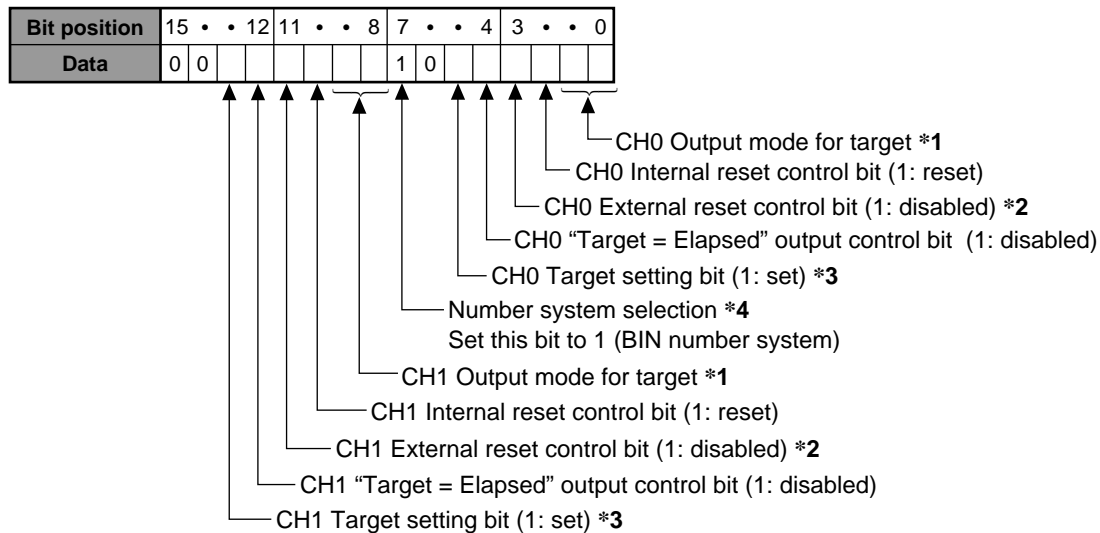 Bit position 15 • • 12 11 • • 8 7 • • 4 3 • • 0
Data 0 0 1 0
CH0 Output mode for target *1
CH0 Internal reset control bit (1: reset)
CH0 External reset control bit (1: disabled) *2
CH0 “Target = Elapsed” output control bit (1: disabled)
CH0 Target setting bit (1: set) *3
Number system selection *4
Set this bit to 1 (BIN number system)
CH1 Output mode for target *1
CH1 Internal reset control bit (1: reset)
CH1 External reset control bit (1: disabled) *2
CH1 “Target = Elapsed” output control bit (1: disabled)
CH1 Target setting bit (1: set) *3